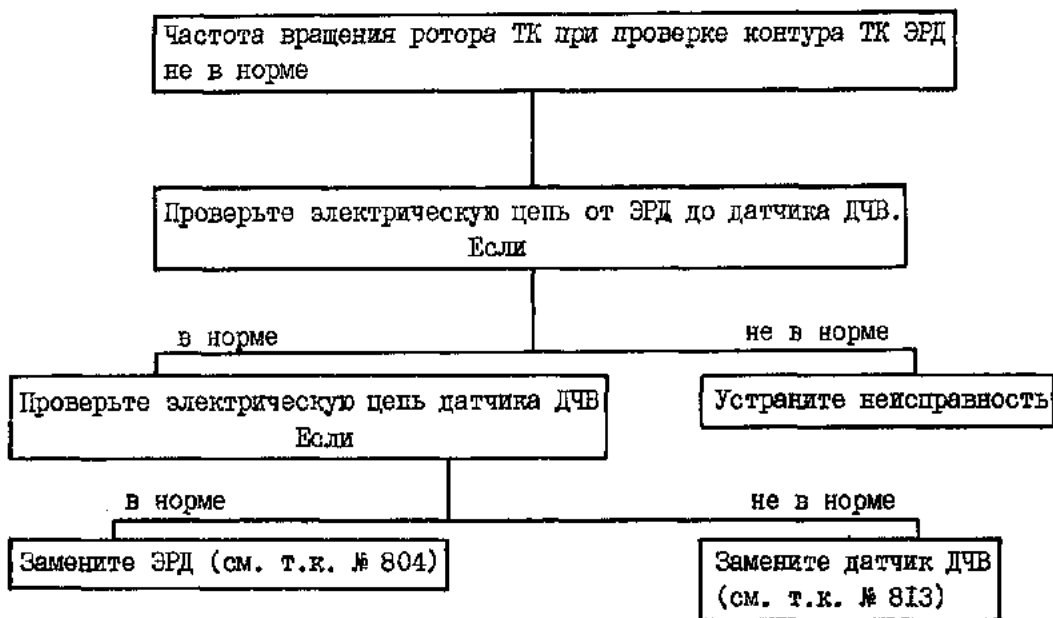 Частота вращения ротора ТК при проверке контура ТК ЭРД
не в норме
Проверьте электрическую цепь от ЭРД до датчика ДЧВ.
Если
в норме
не в норме
Проверьте электрическую цепь датчика ДЧВ
Если
Устраните неисправность
в норме
не в норме
Замените ЭРД (см. т.к. № 804)
Замените датчик ДЧВ
(см. т.к. № 813)